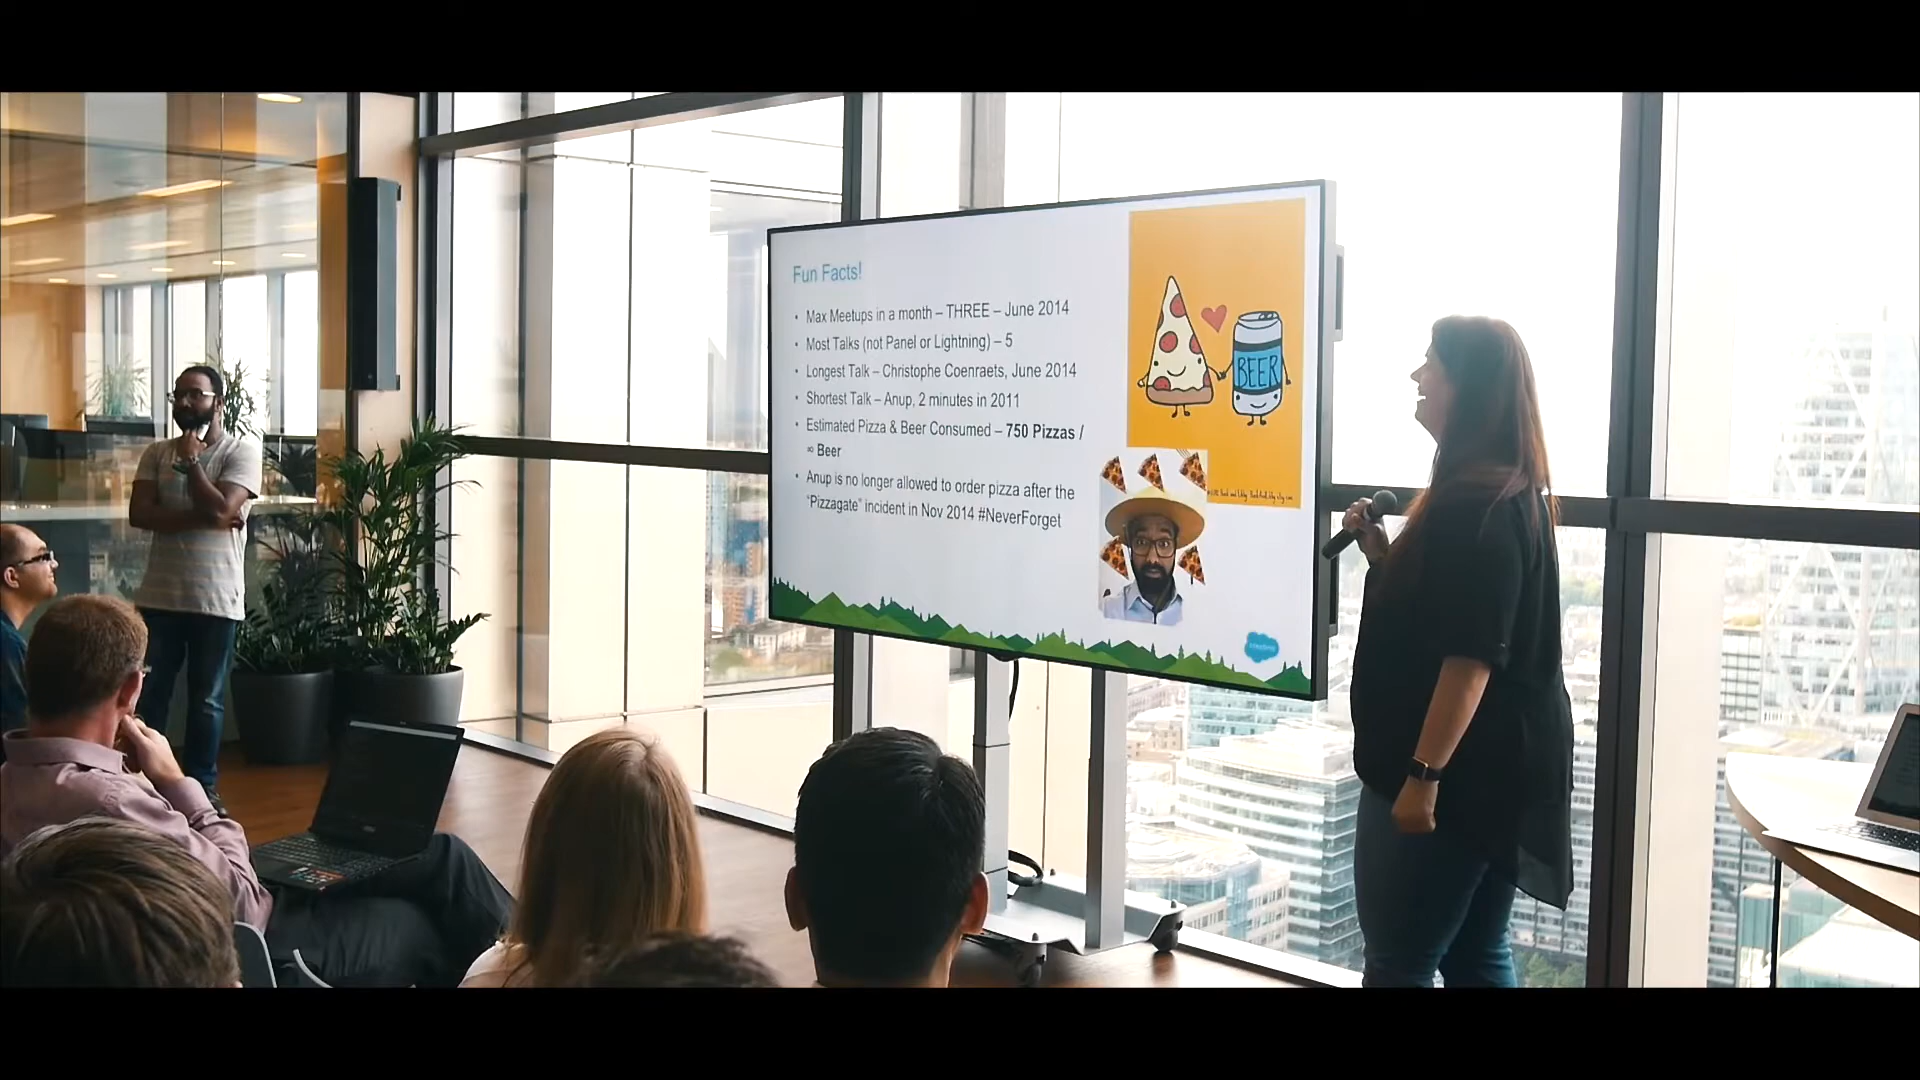 Fun Facts!
• Max Meetups in a month – THREE – June 2014
• Most Talks (not Panel or Lightning) – 5
• Longest Talk – Christophe Coenraets, June 2014
• Shortest Talk – Anup, 2 minutes in 2011
• Estimated Pizza & Beer Consumed – 750 Pizzas /
∞ Beer
• Anup is no longer allowed to order pizza after the
“Pizzagate” incident in Nov 2014 #NeverForget
BEER
salesforce